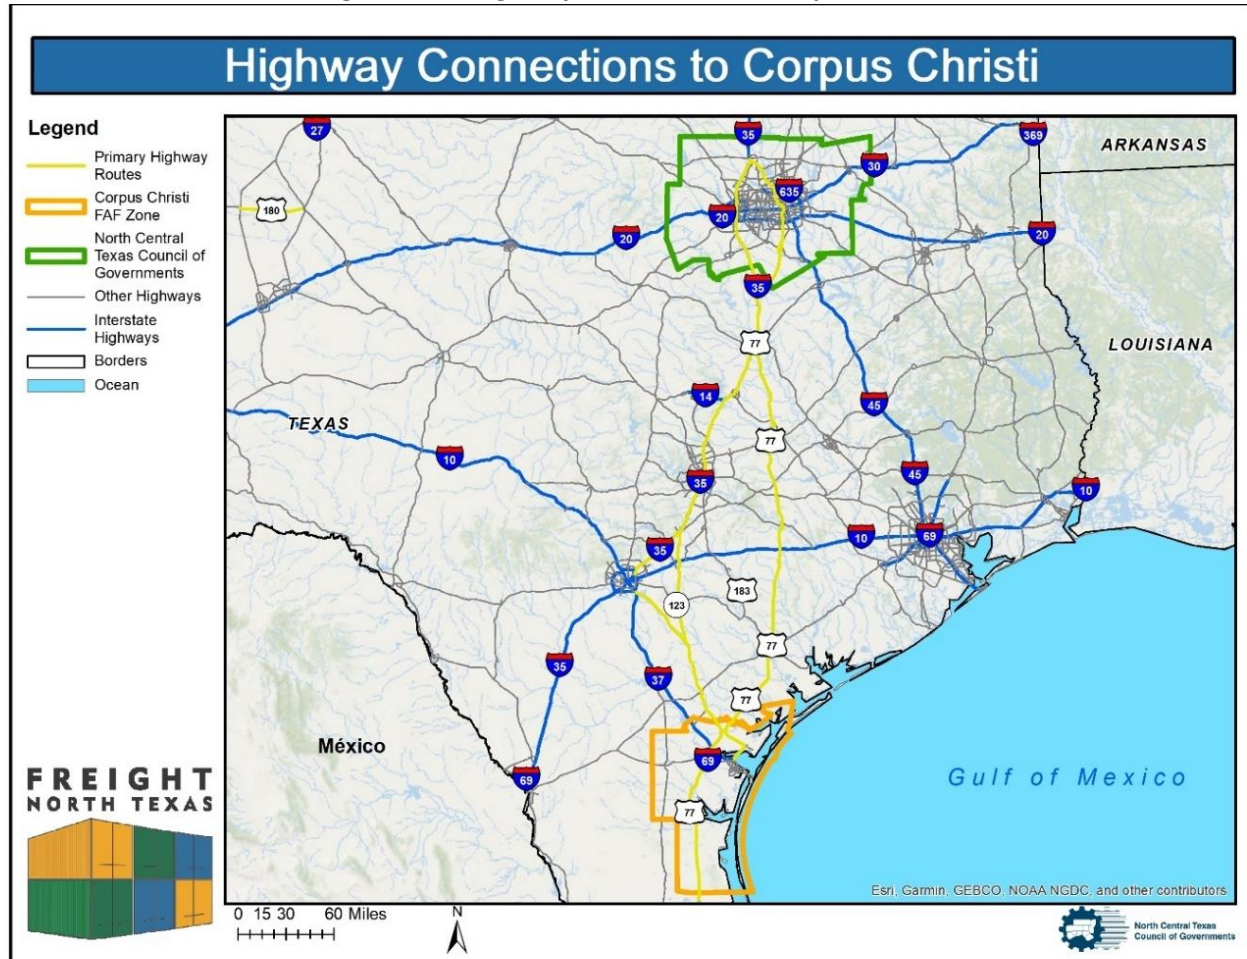 Highway Connections to Corpus Christi
Legend
Primary Highway
Routes
Corpus Christi
FAF Zone
North Central
Texas Council of
Governments
Other Highways
Interstate
Highways
Borders
Ocean
27
35
369
ARKANSAS
30
635
180
20
20
20
35
77
LOUISIANA
14
45
TEXAS
77
10
45
35
10
35
10
69
183
123
77
35
37
77
México
69
69
Gulf of Mexico
77
FREIGHT
NORTH TEXAS
Esri, Garmin, GEBCO, NOAA NGDC, and other contributors
0 15 30 60 Miles
N
North Central Texas
Council of Governments